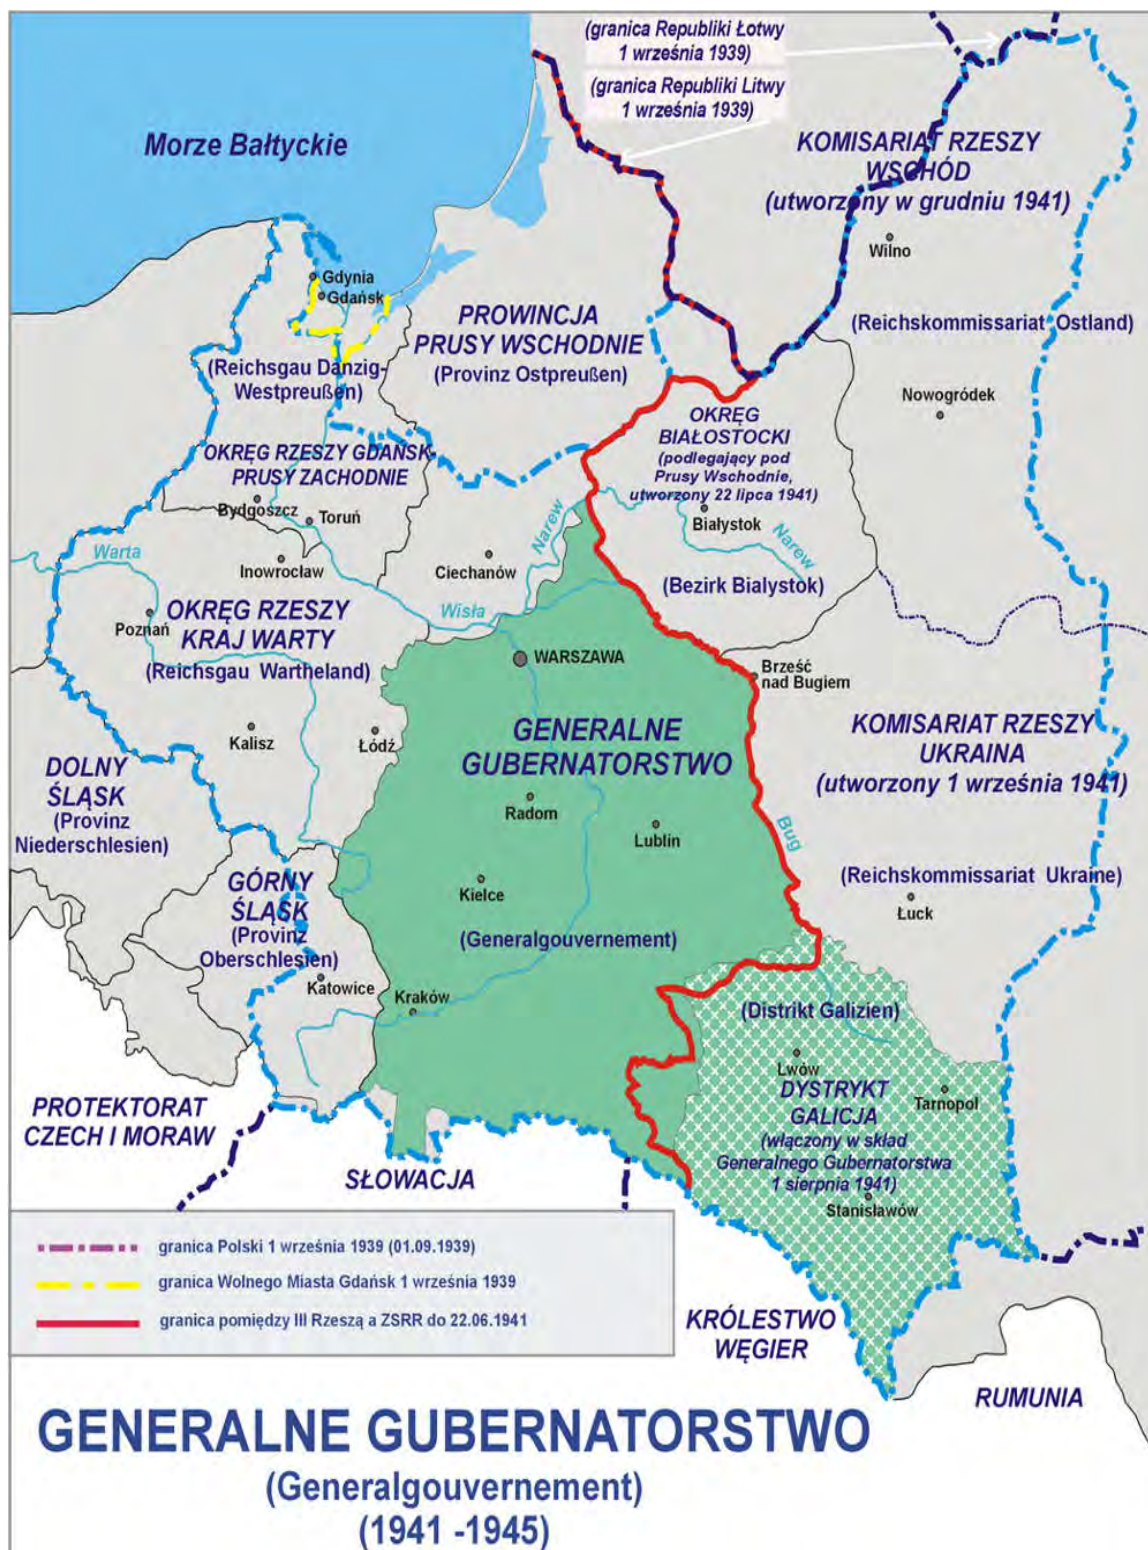 (granica Republiki Łotwy
1 września 1939)
(granica Republiki Litwy
1 września 1939)
Morze Bałtyckie
KOMISARIAT RZESZY
WSCHÓD
(utworzony w grudniu 1941)
Wilno
Gdynia
Gdańsk
PROWINCJA
PRUSY WSCHODNIE
(Provinz Ostpreußen)
(Reichskommissariat Ostland)
(Reichsgau Danzig-
Westpreußen)
Nowogródek
OKRĘG
BIAŁOSTOCKI
(podlegający pod
Prusy Wschodnie,
utworzony 22 lipca 1941)
OKRĘG RZESZY GDAŃSK-
PRUSY ZACHODNIE
Bydgoszcz
Toruń
Białystok
Narew
Narew
Warta
Inowrocław
Ciechanów
(Bezirk Bialystok)
Wisła
OKRĘG RZESZY
KRAJ WARTY
Poznań
(Reichsgau Wartheland)
WARSZAWA
Brześć
nad Bugiem
Kalisz
Łódź
GENERALNE
GUBERNATORSTWO
KOMISARIAT RZESZY
UKRAINA
(utworzony 1 września 1941)
DOLNY
ŚLĄSK
(Provinz
Niederschlesien)
Radom
Lublin
Bug
GÓRNY
ŚLĄSK
(Provinz
Oberschlesien)
Kielce
(Reichskommissariat Ukraine)
Łuck
(Generalgouvernement)
Katowice
Kraków
(Distrikt Galizien)
Lwów
DYSTRYKT
GALICJA
(włączony w skład
Generalnego Gubernatorstwa
1 sierpnia 1941)
Tarnopol
Stanisławów
PROTEKTORAT
CZECH I MORAW
SŁOWACJA
granica Polski 1 września 1939 (01.09.1939)
granica Wolnego Miasta Gdańsk 1 września 1939
granica pomiędzy III Rzeszą a ZSRR do 22.06.1941
KRÓLESTWO
WĘGIER
RUMUNIA
GENERALNE GUBERNATORSTWO
(Generalgouvernement)
(1941 -1945)